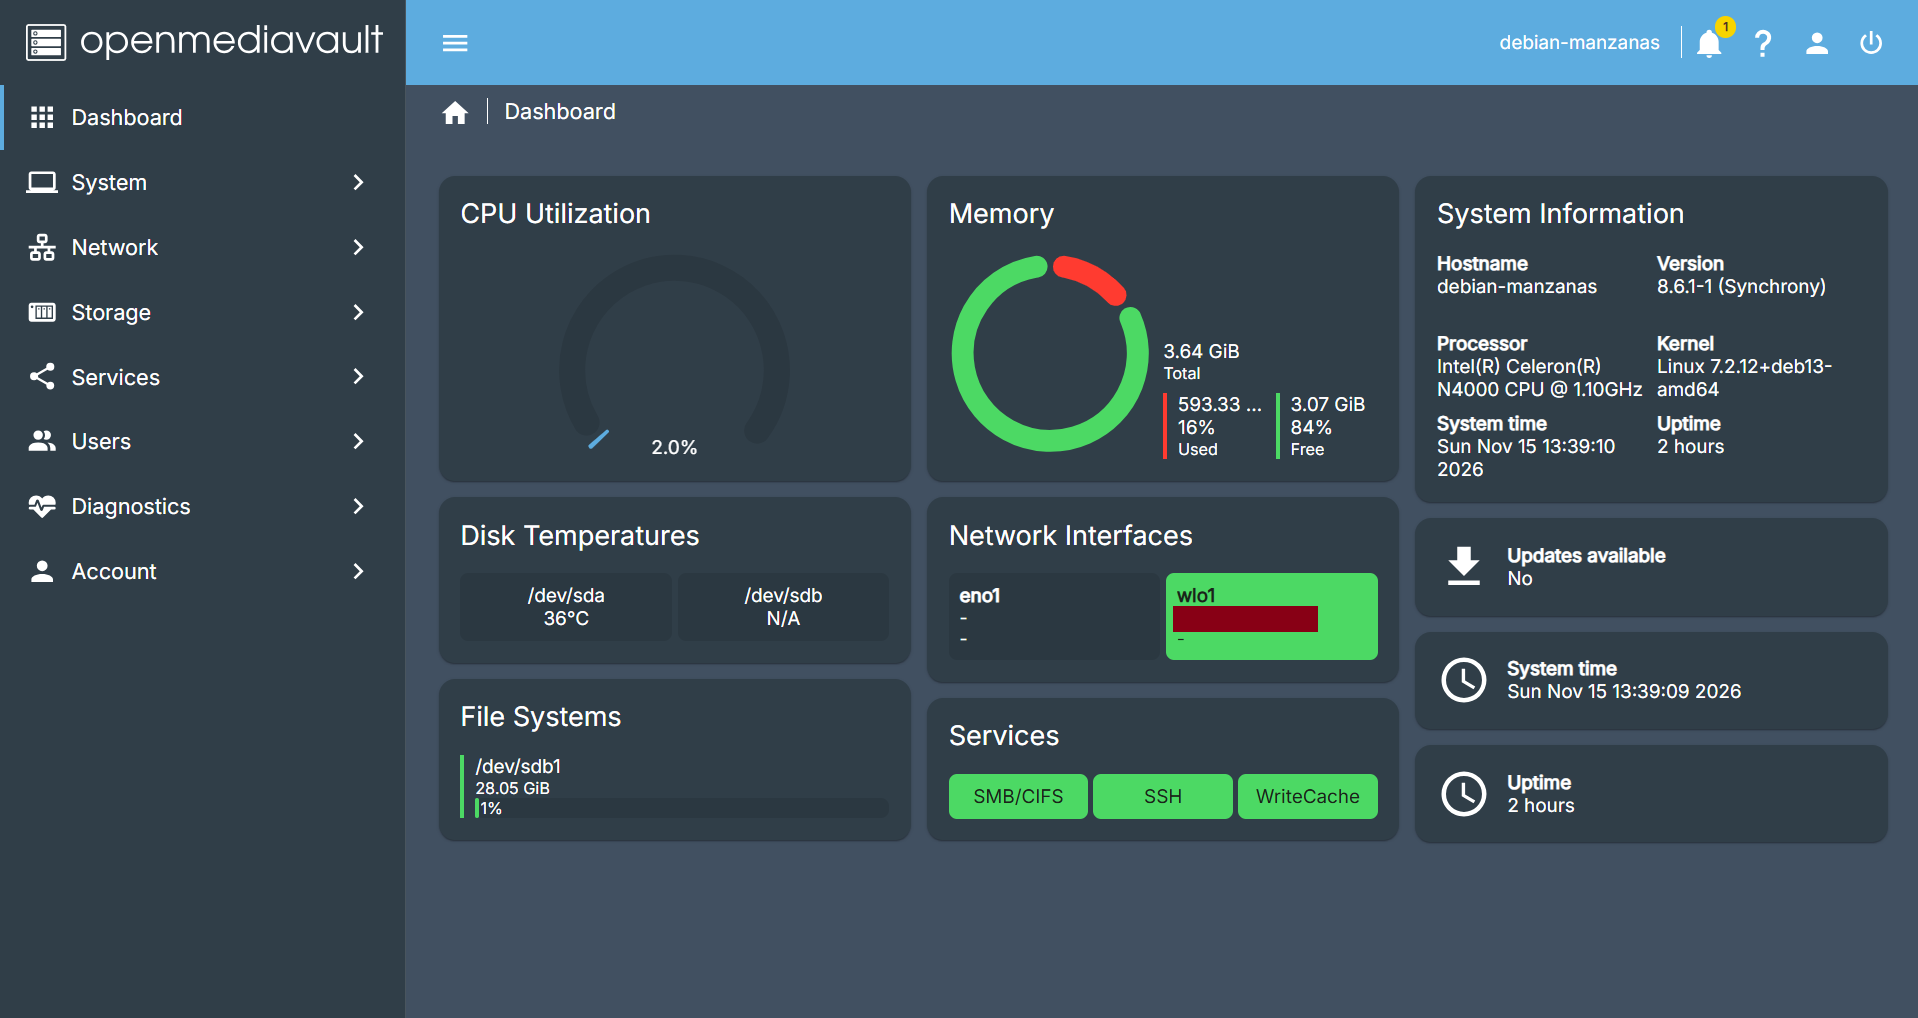 openmediavault
debian-manzanas
1
Dashboard
System
Network
Storage
Services
Users
Diagnostics
Account
Dashboard
CPU Utilization
2.0%
Memory
3.64 GiB
Total
593.33 ...
16%
Used
3.07 GiB
84%
Free
System Information
Hostname
debian-manzanas
Version
8.6.1-1 (Synchrony)
Processor
Intel(R) Celeron(R)
N4000 CPU @ 1.10GHz
Kernel
Linux 7.2.12+deb13-
amd64
System time
Sun Nov 15 13:39:10
2026
Uptime
2 hours
Disk Temperatures
/dev/sda
36°C
/dev/sdb
N/A
Network Interfaces
eno1
-
-
wlo1
-
Updates available
No
System time
Sun Nov 15 13:39:09 2026
File Systems
/dev/sdb1
28.05 GiB
1%
Services
SMB/CIFS
SSH
WriteCache
Uptime
2 hours